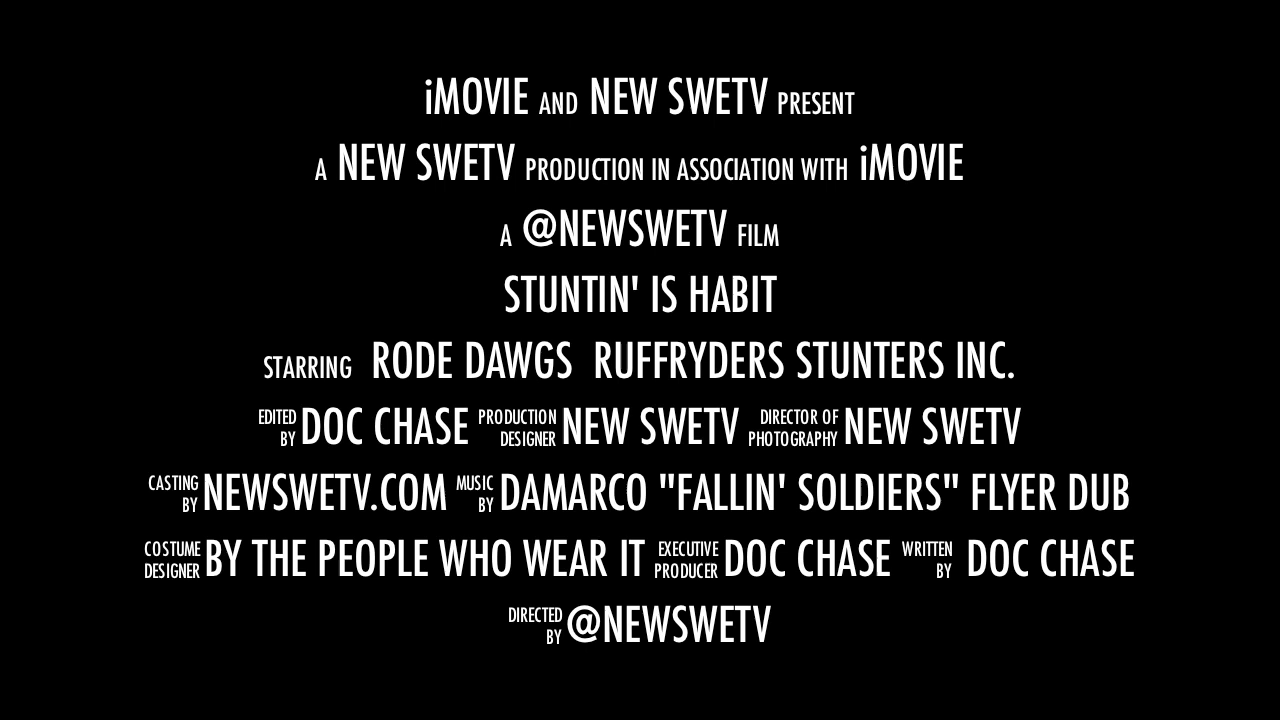 iMOVIE AND NEW SWETV PRESENT
A NEW SWETV PRODUCTION IN ASSOCIATION WITH iMOVIE
A @NEWSWETV FILM
STUNTIN' IS HABIT
STARRING RODE DAWGS RUFFRYDERS STUNTERS INC.
EDITED BY DOC CHASE PRODUCTION DESIGNER NEW SWETV DIRECTOR OF PHOTOGRAPHY NEW SWETV
CASTING BY NEWSWETV.COM MUSIC BY DAMARCO "FALLIN' SOLDIERS" FLYER DUB
COSTUME DESIGNER BY THE PEOPLE WHO WEAR IT EXECUTIVE PRODUCER DOC CHASE WRITTEN BY DOC CHASE
DIRECTED BY @NEWSWETV